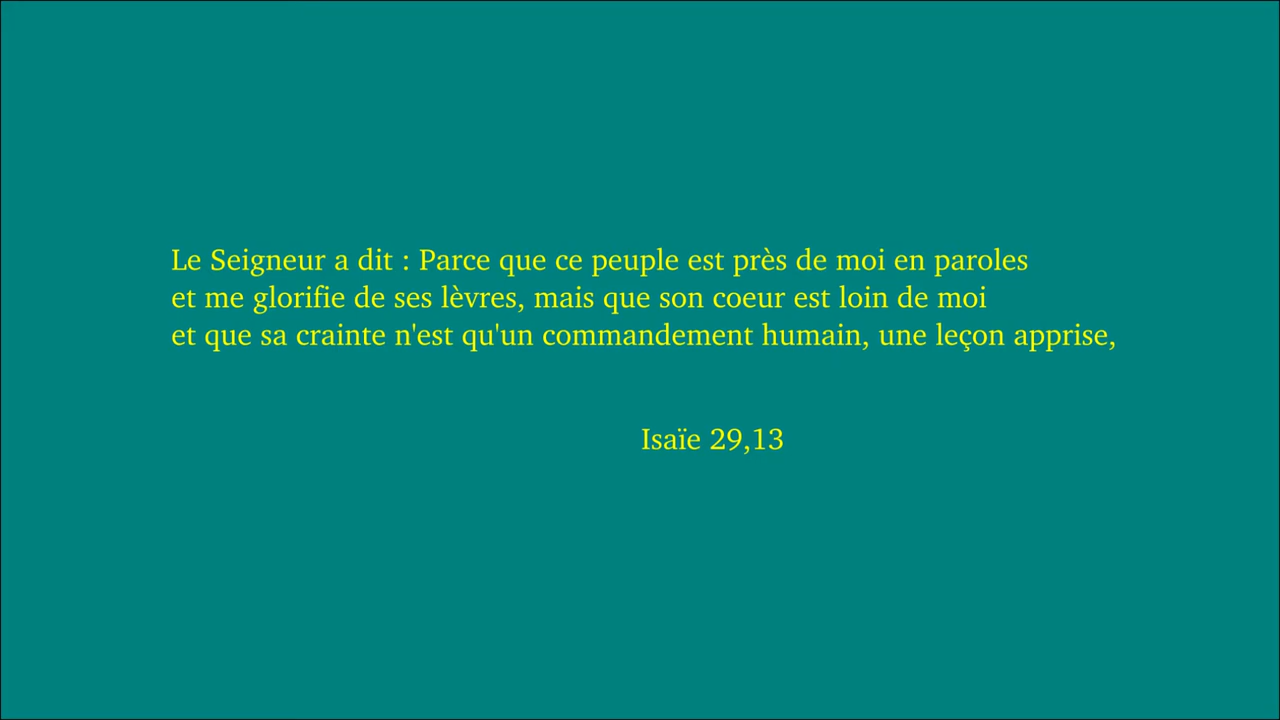 Le Seigneur a dit : Parce que ce peuple est près de moi en paroles
et me glorifie de ses lèvres, mais que son coeur est loin de moi
et que sa crainte n'est qu'un commandement humain, une leçon apprise,
Isaïe 29,13